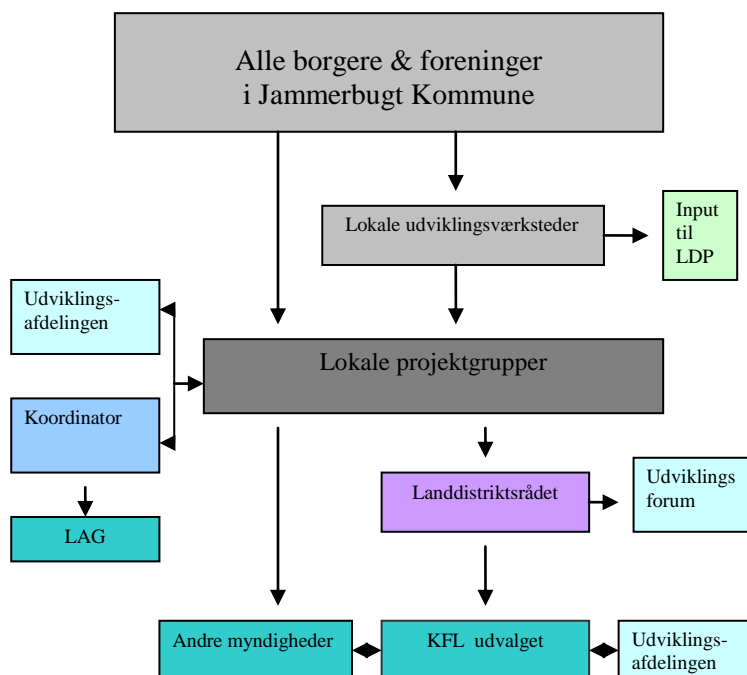 Alle borgere & foreninger
i Jammerbugt Kommune
Lokale udviklingsværksteder
Input
til
LDP
Udviklings-
afdelingen
Lokale projektgrupper
Koordinator
Landdistriktsrådet
Udviklings
forum
LAG
Andre myndigheder
KFL udvalget
Udviklings-
afdelingen